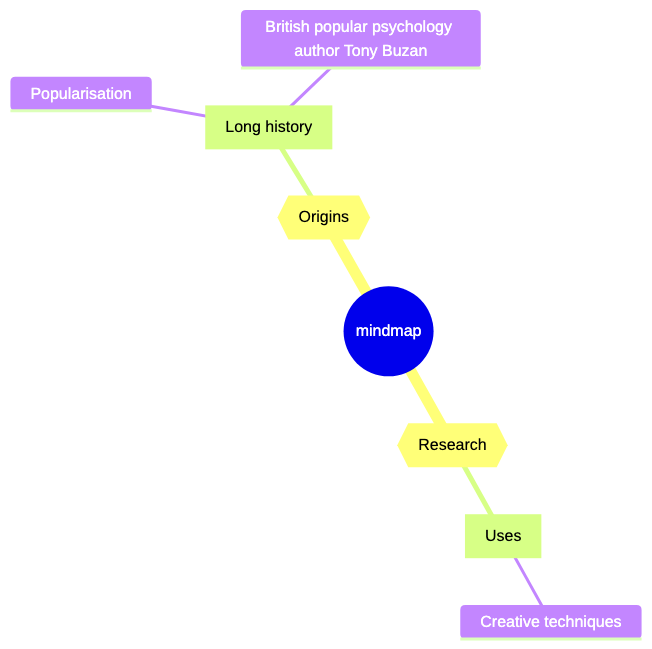 British popular psychology
author Tony Buzan
Popularisation
Long history
Origins
mindmap
Research
Uses
Creative techniques